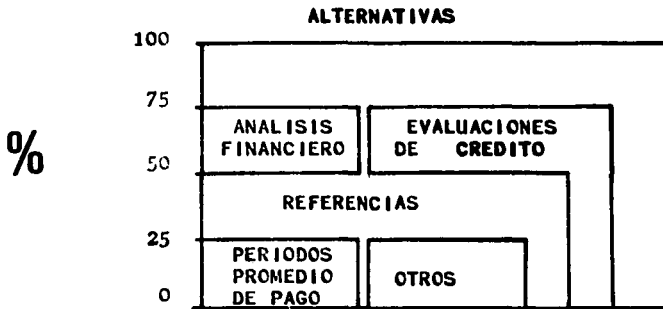 ALTERNATIVAS
100
75
%
ANALISIS
FINANCIERO
EVALUACIONES
DE CREDITO
50
REFERENCIAS
25
PERIODOS
PROMEDIO
DE PAGO
OTROS
0